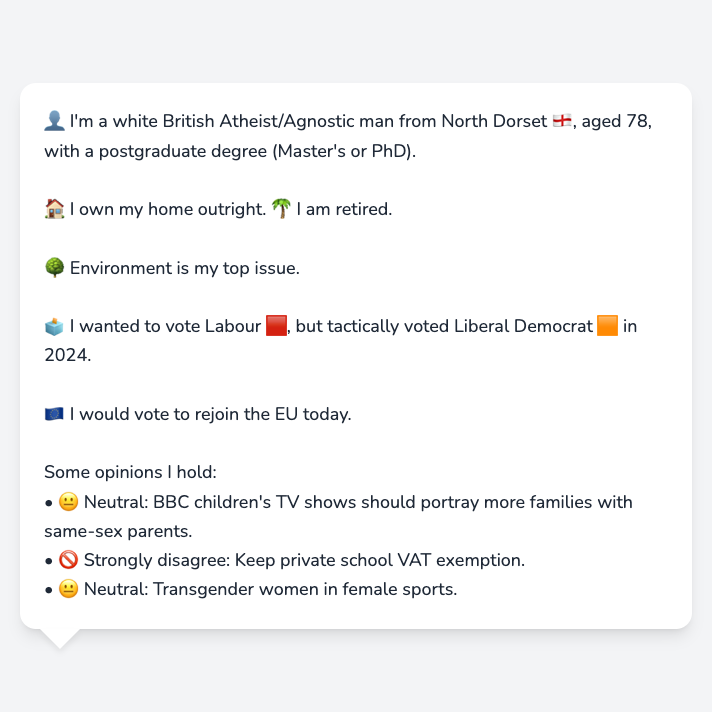 👤 I'm a white British Atheist/Agnostic man from North Dorset 🏴󠁧󠁢󠁥󠁮󠁧󠁿, aged 78,
with a postgraduate degree (Master's or PhD).
🏠 I own my home outright. 🌴 I am retired.
🌳 Environment is my top issue.
🗳️ I wanted to vote Labour 🟥, but tactically voted Liberal Democrat 🟧 in
2024.
🇪🇺 I would vote to rejoin the EU today.
Some opinions I hold:
• 😐 Neutral: BBC children's TV shows should portray more families with
same-sex parents.
• 🚫 Strongly disagree: Keep private school VAT exemption.
• 😐 Neutral: Transgender women in female sports.